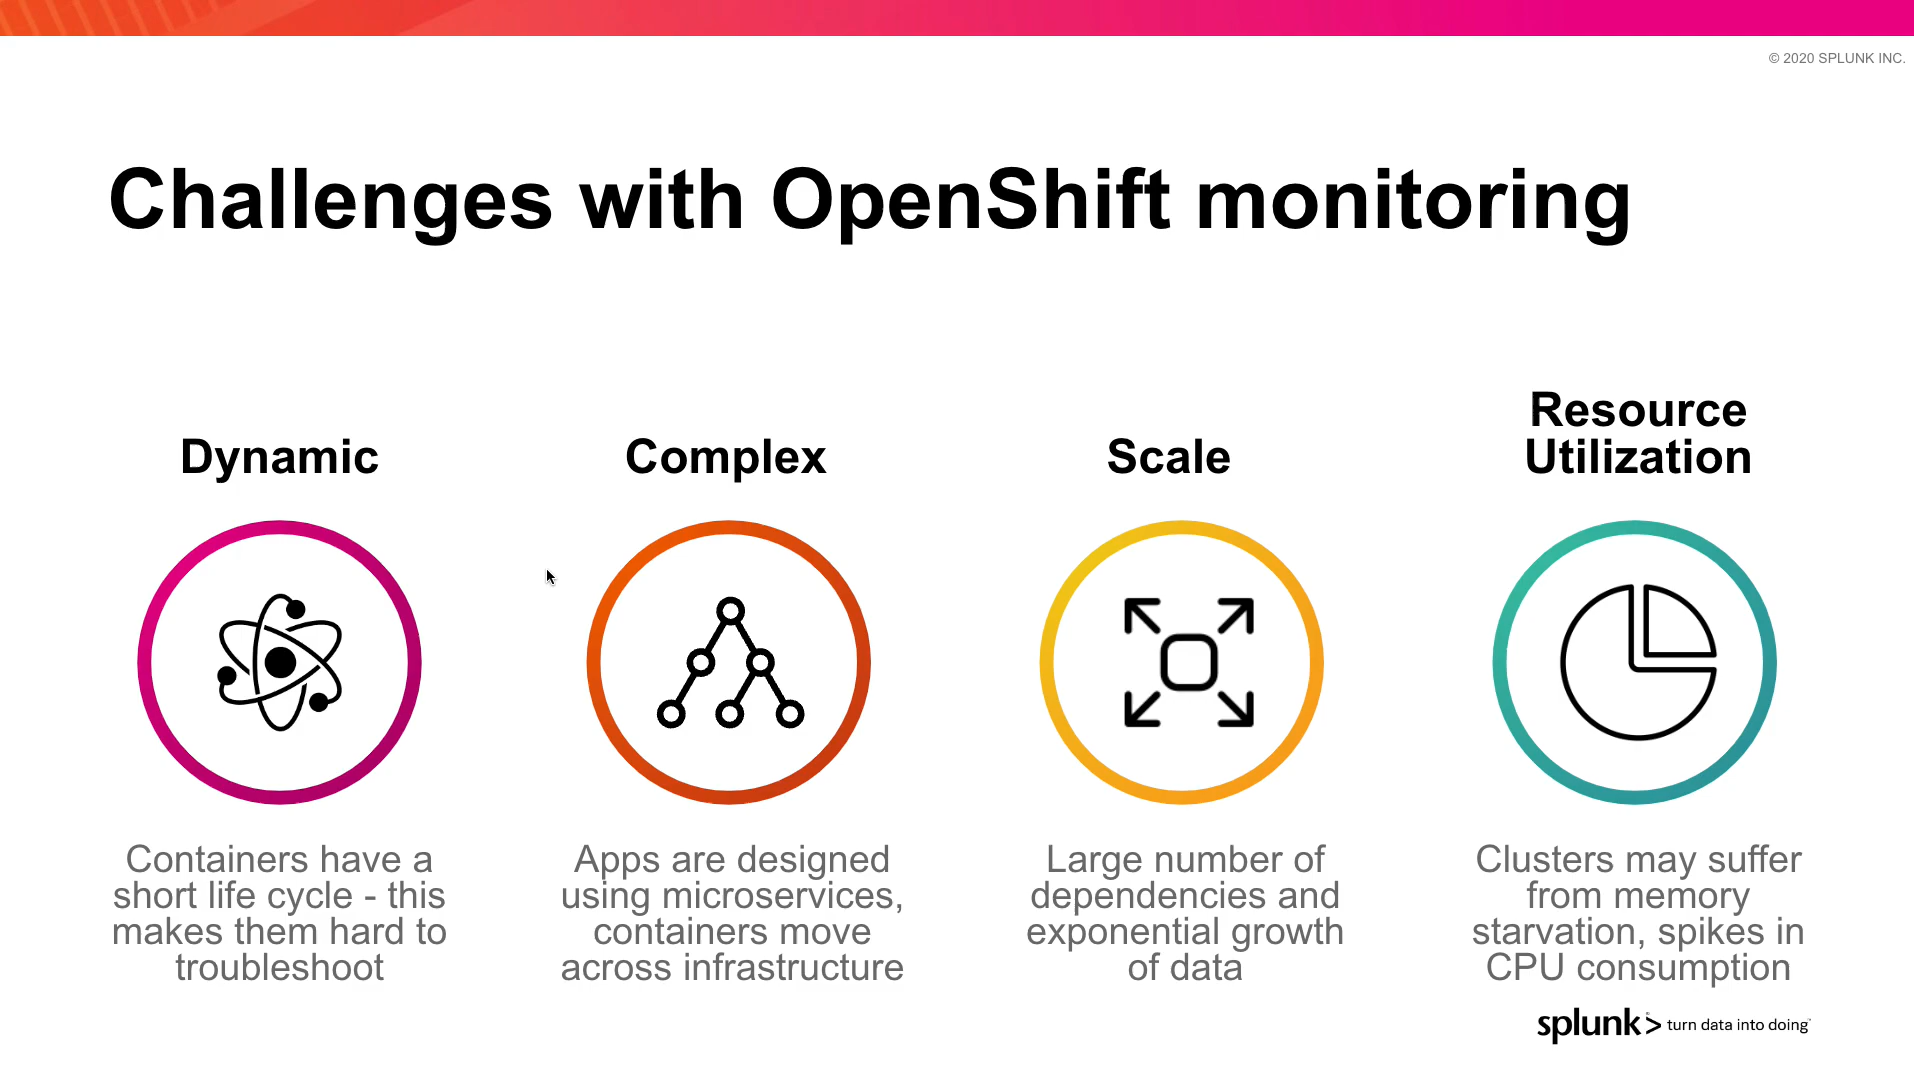 © 2020 SPLUNK INC.
Challenges with OpenShift monitoring
Dynamic
Containers have a
short life cycle - this
makes them hard to
troubleshoot
Complex
Apps are designed
using microservices,
containers move
across infrastructure
Scale
Large number of
dependencies and
exponential growth
of data
Resource
Utilization
Clusters may suffer
from memory
starvation, spikes in
CPU consumption
splunk> turn data into doing™